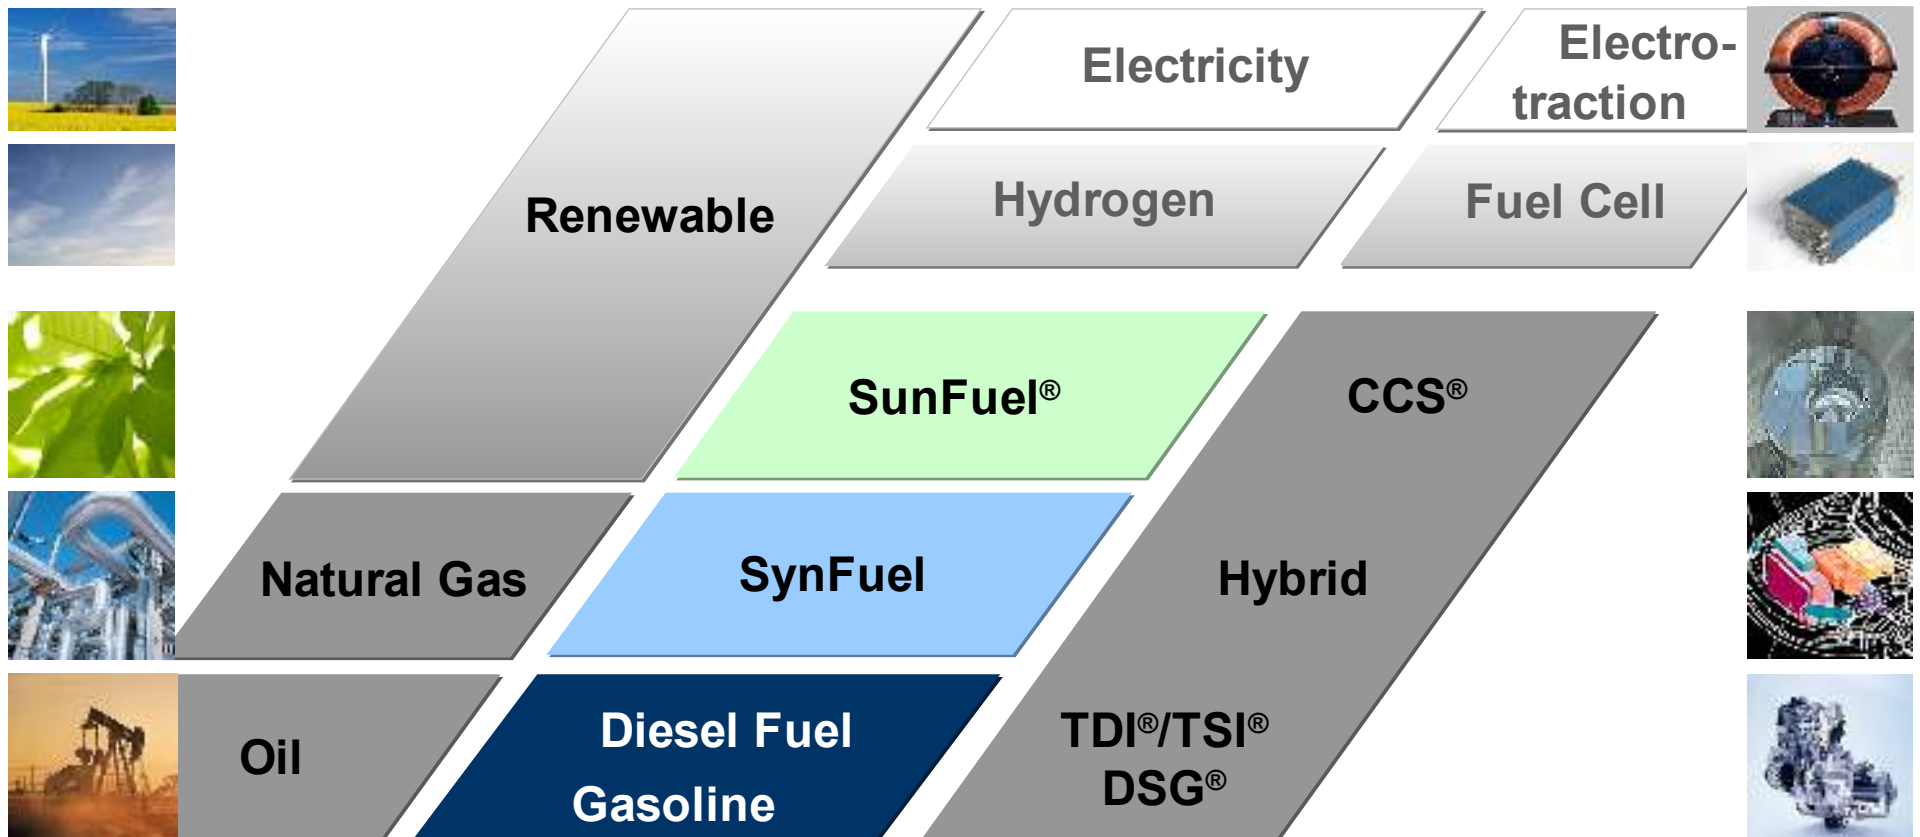 Electricity
Electro-
traction
Renewable
Hydrogen
Fuel Cell
SunFuel®
CCS®
Natural Gas
SynFuel
Hybrid
Oil
Diesel Fuel
Gasoline
TDI®/TSI®
DSG®